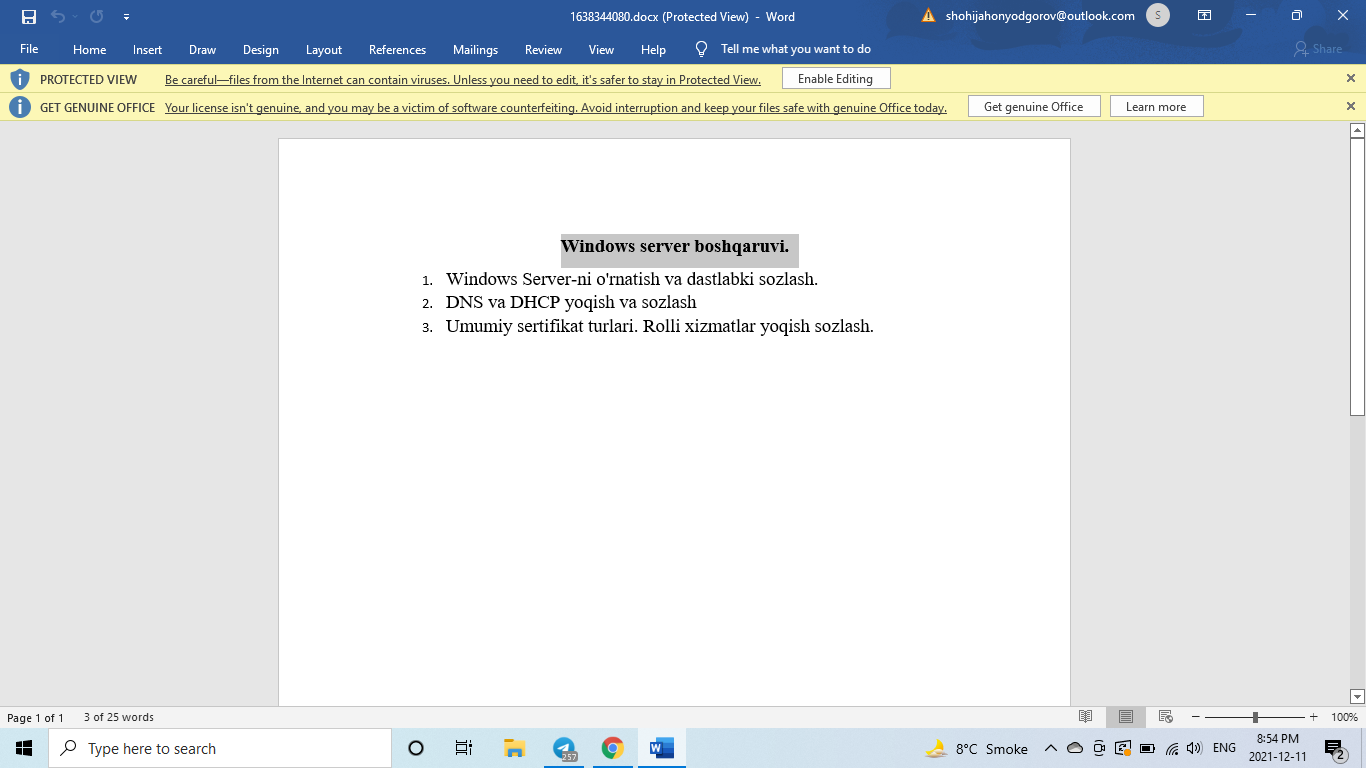 1638344080.docx (Protected View) - Word
shohijahonyodgorov@outlook.com
S
File Home Insert Draw Design Layout References Mailings Review View Help Tell me what you want to do Share
PROTECTED VIEW Be careful—files from the Internet can contain viruses. Unless you need to edit, it's safer to stay in Protected View. Enable Editing
GET GENUINE OFFICE Your license isn't genuine, and you may be a victim of software counterfeiting. Avoid interruption and keep your files safe with genuine Office today. Get genuine Office Learn more
Windows server boshqaruvi.
1. Windows Server-ni o'rnatish va dastlabki sozlash.
2. DNS va DHCP yoqish va sozlash
3. Umumiy sertifikat turlari. Rolli xizmatlar yoqish sozlash.
Page 1 of 1 3 of 25 words 100%
Type here to search
257
8°C Smoke
ENG
8:54 PM
2021-12-11
2